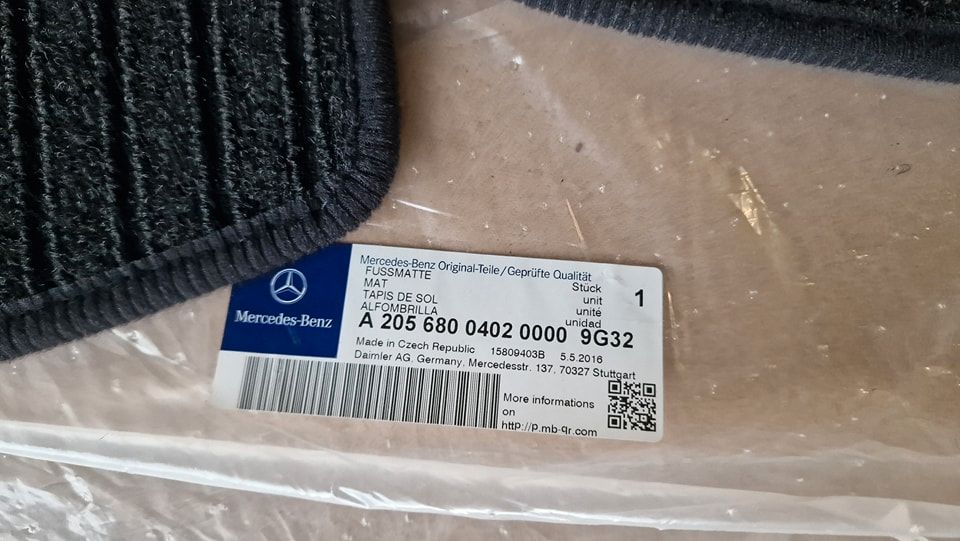 Mercedes-Benz
Mercedes-Benz Original-Teile/Geprüfte Qualität
FUSSMATTE
MAT
TAPIS DE SOL
ALFOMBRILLA
Stück
unit
unité
unidad
1
A 205 680 0402 0000 9G32
Made in Czech Republic 15809403B 5.5.2016
Daimler AG. Germany. Mercedesstr. 137. 70327 Stuttgart
More informations
on
http://p.mb-qr.com